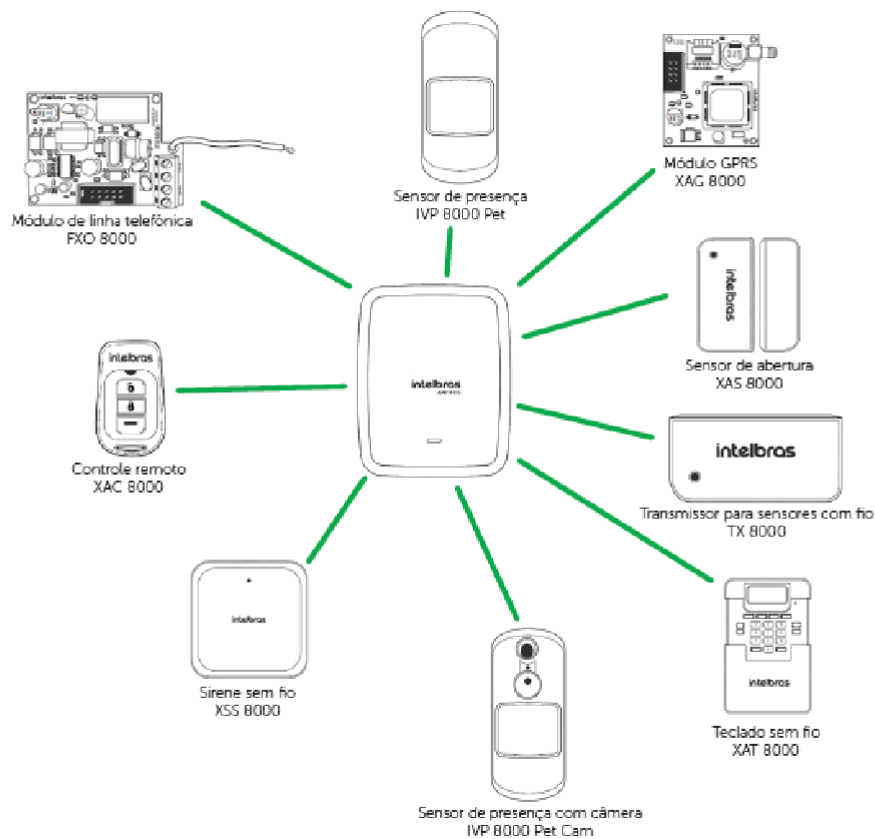 Sensor de presença
IVP 8000 Pet
Módulo GPRS
XAG 8000
intelbras
Módulo de linha telefônica
FXO 8000
intelbras
Sensor de abertura
XAS 8000
intelbras
intelbras
Controle remoto
XAC 8000
intelbras
Transmissor para sensores com fio
TX 8000
intelbras
Sirene sem fio
XSS 8000
intelbras
Teclado sem fio
XAT 8000
Sensor de presença com câmera
IVP 8000 Pet Cam